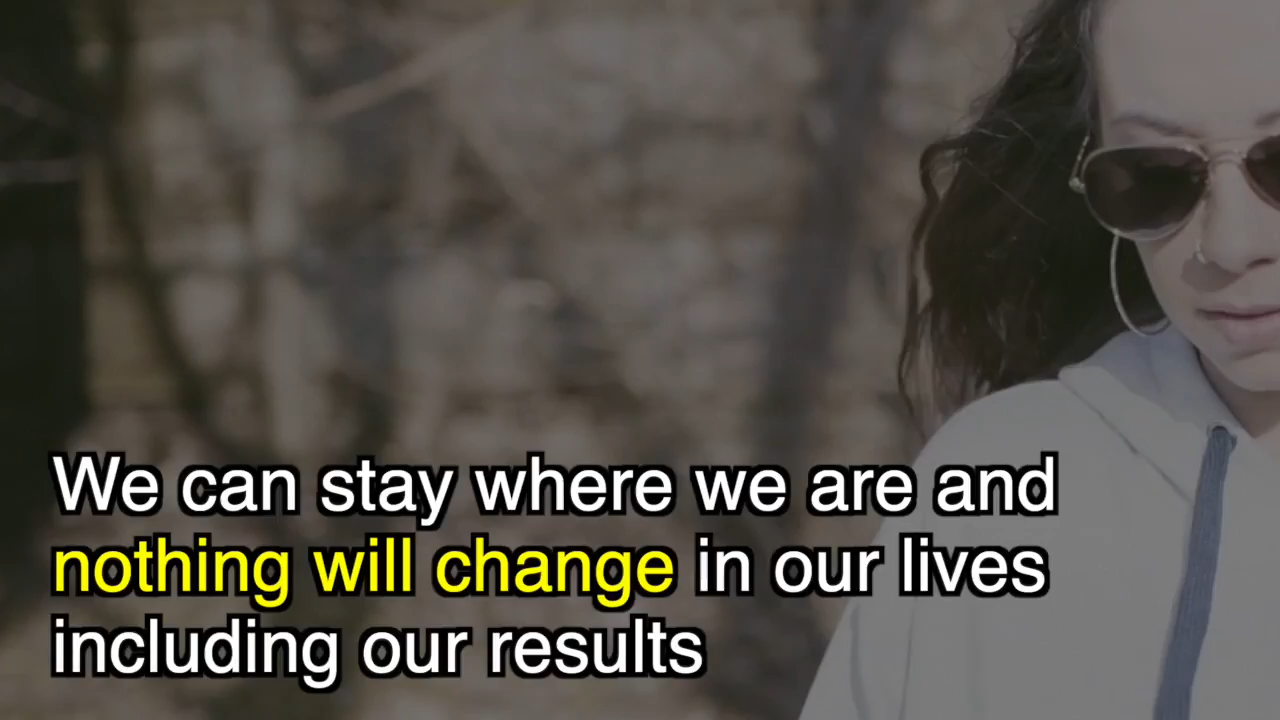 We can stay where we are and
nothing will change in our lives
including our results